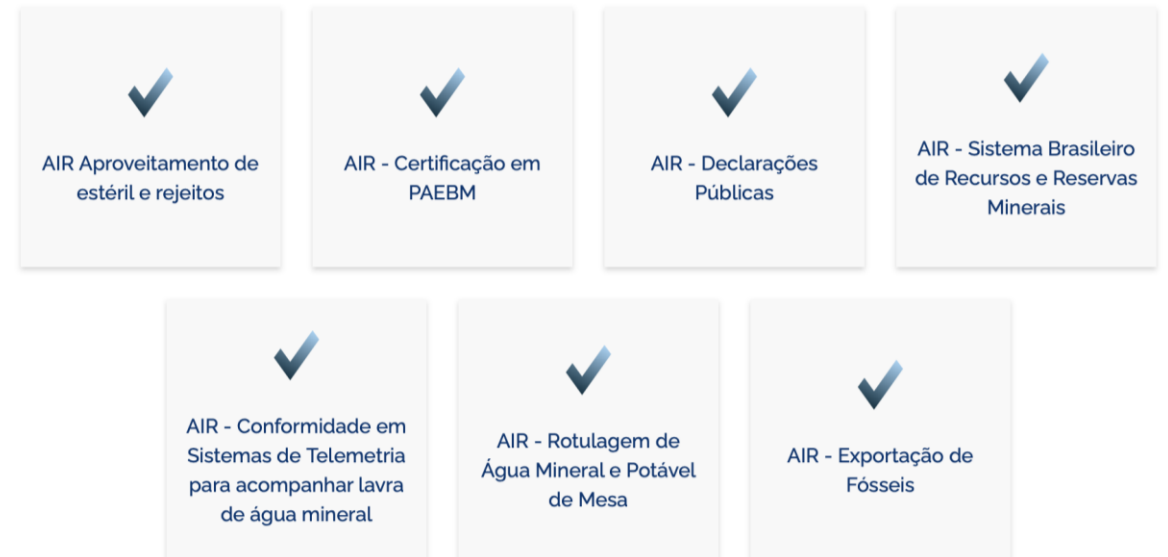 AIR Aproveitamento de
estéril e rejeitos
AIR - Certificação em
PAEBM
AIR - Declarações
Públicas
AIR - Sistema Brasileiro
de Recursos e Reservas
Minerais
AIR - Conformidade em
Sistemas de Telemetria
para acompanhar lavra
de água mineral
AIR - Rotulagem de
Água Mineral e Potável
de Mesa
AIR - Exportação de
Fósseis